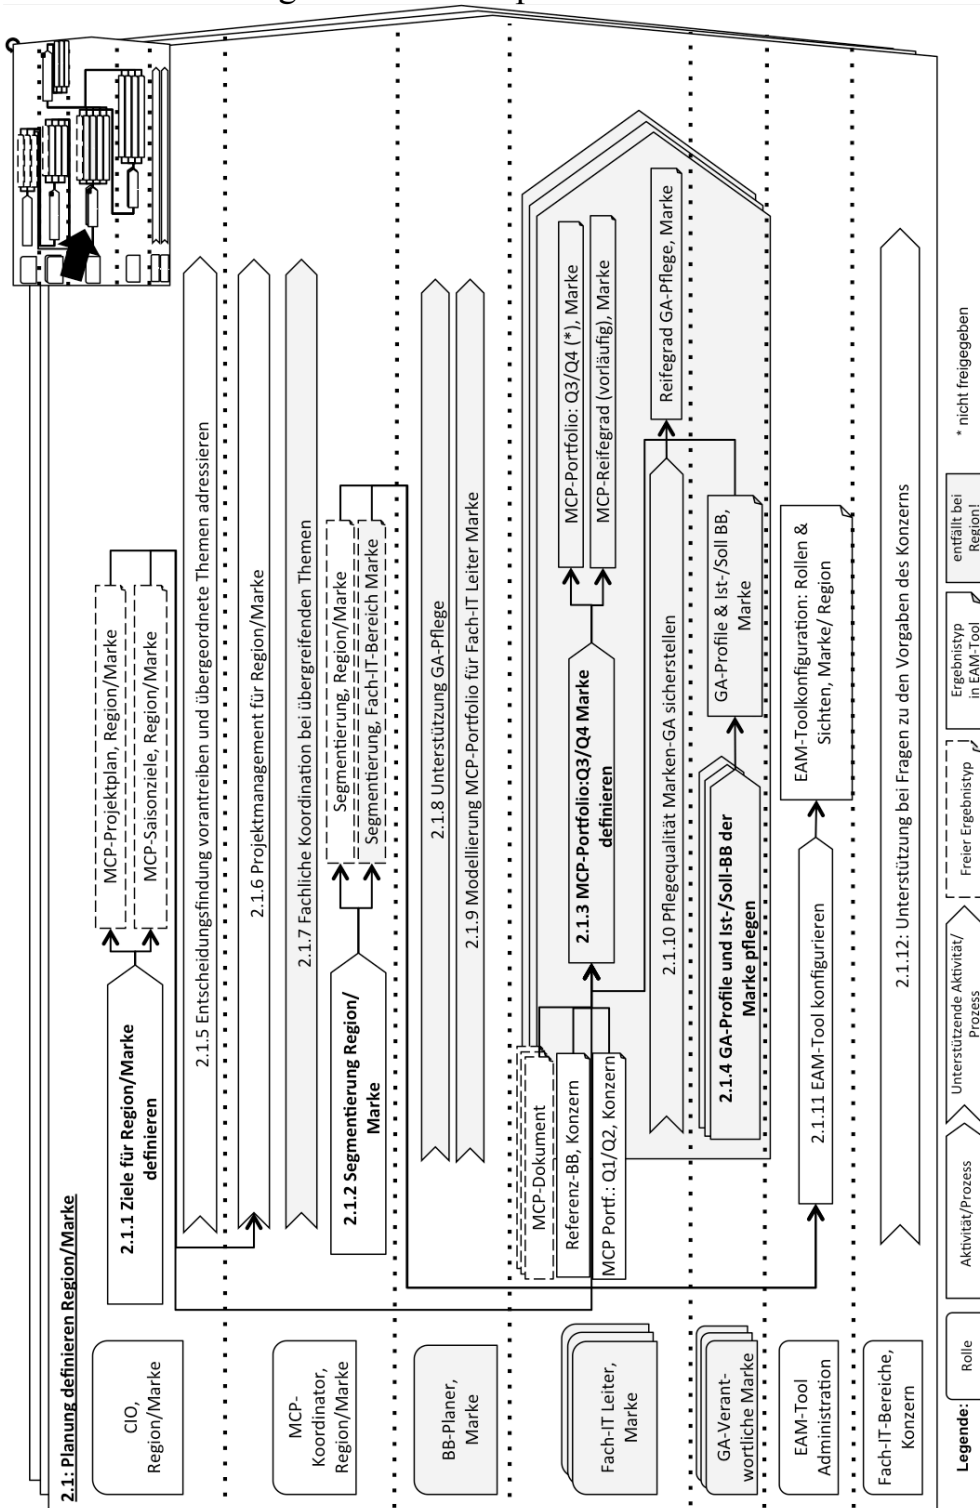 2.1: Planung definieren Region/Marke
CIO,
Region/Marke
2.1.1 Ziele für Region/Marke
definieren
MCP-Projektplan, Region/Marke
MCP-Saisonziele, Region/Marke
2.1.5 Entscheidungsfindung vorantreiben und übergeordnete Themen adressieren
MCP-
Koordinator,
Region/Marke
2.1.6 Projektmanagement für Region/Marke
2.1.7 Fachliche Koordination bei übergreifenden Themen
2.1.2 Segmentierung Region/
Marke
Segmentierung, Region/Marke
Segmentierung, Fach-IT-Bereich Marke
BB-Planer,
Marke
2.1.8 Unterstützung GA-Pflege
2.1.9 Modellierung MCP-Portfolio für Fach-IT Leiter Marke
Fach-IT Leiter,
Marke
MCP-Dokument
Referenz-BB, Konzern
MCP Portf.: Q1/Q2, Konzern
2.1.3 MCP-Portfolio:Q3/Q4 Marke
definieren
MCP-Portfolio: Q3/Q4 (*), Marke
MCP-Reifegrad (vorläufig), Marke
2.1.10 Pflegequalität Marken-GA sicherstellen
Reifegrad GA-Pflege, Marke
GA-Verant-
wortliche Marke
2.1.4 GA-Profile und Ist-/Soll-BB der
Marke pflegen
GA-Profile & Ist-/Soll BB,
Marke
EAM-Tool
Administration
2.1.11 EAM-Tool konfigurieren
EAM-Toolkonfiguration: Rollen &
Sichten, Marke/ Region
Fach-IT-Bereiche,
Konzern
2.1.12: Unterstützung bei Fragen zu den Vorgaben des Konzerns
Legende:
Rolle
Aktivität/Prozess
Unterstützende Aktivität/
Prozess
Freier Ergebnistyp
Ergebnistyp
in EAM-Tool
entfällt bei
Region!
* nicht freigegeben